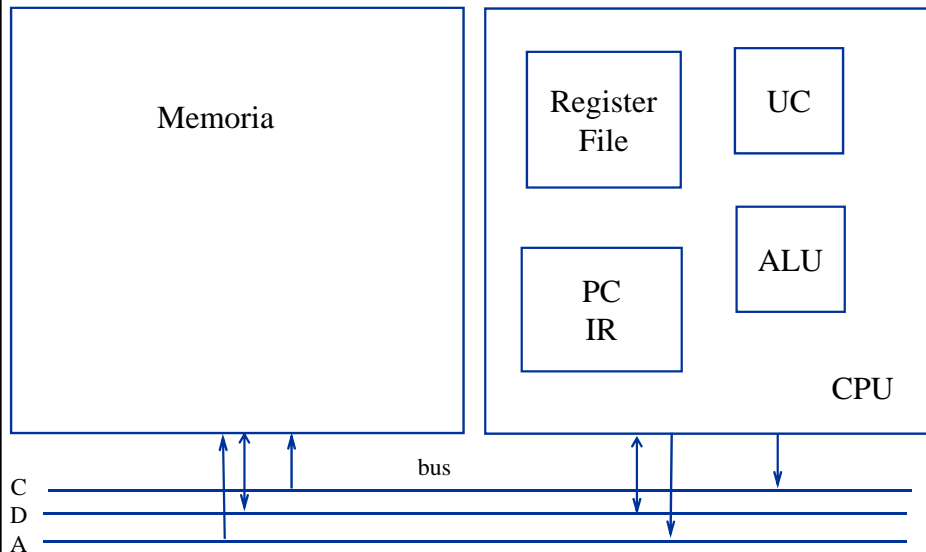 Memoria
Register
File
UC
PC
IR
ALU
CPU
bus
C
D
A